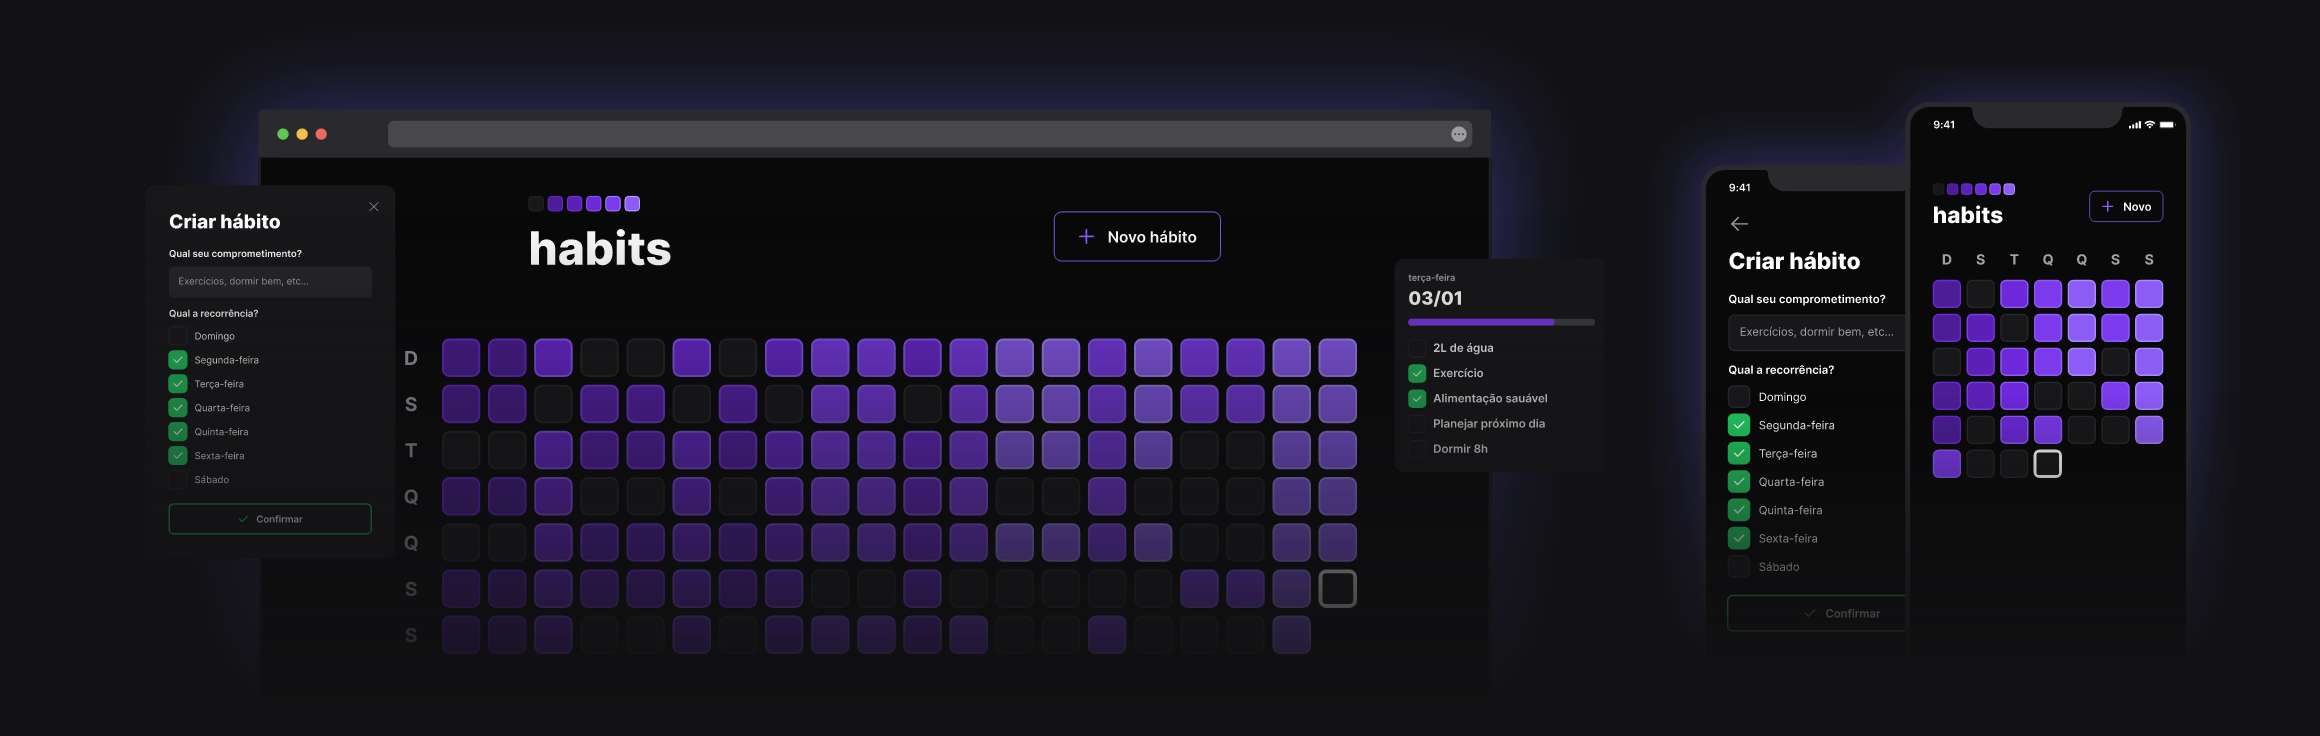 Criar hábito
Qual seu comprometimento?
Exercícios, dormir bem, etc...
Qual a recorrência?
Domingo
Segunda-feira
Terça-feira
Quarta-feira
Quinta-feira
Sexta-feira
Sábado
Confirmar
habits
Novo hábito
D
S
T
Q
Q
S
S
terça-feira
03/01
2L de água
Exercício
Alimentação sauável
Planejar próximo dia
Dormir 8h
9:41
Criar hábito
Qual seu comprometimento?
Exercícios, dormir bem, etc...
Qual a recorrência?
Domingo
Segunda-feira
Terça-feira
Quarta-feira
Quinta-feira
Sexta-feira
Sábado
Confirmar
9:41
habits
Novo
D S T Q Q S S